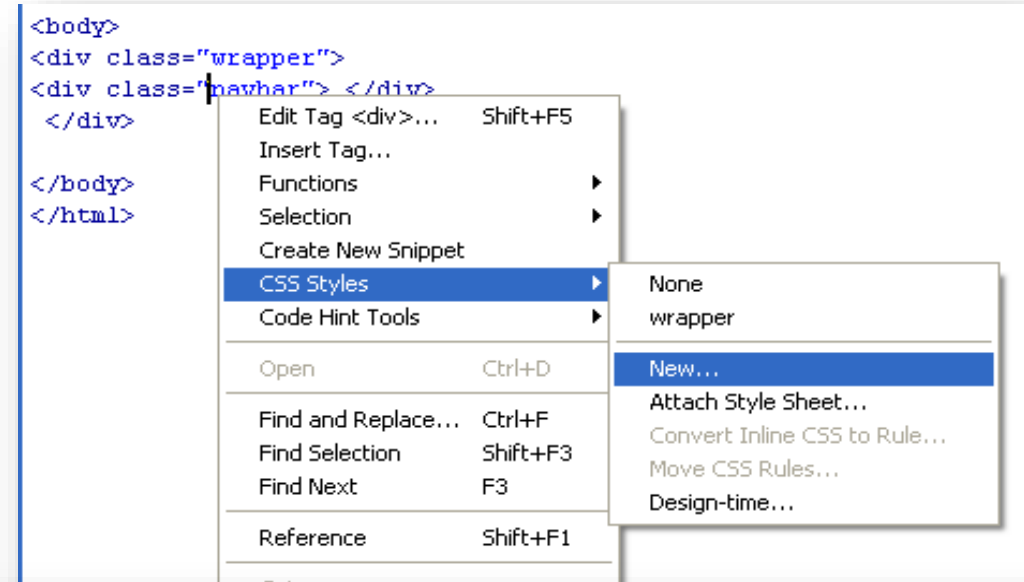 <body>
<div class="wrapper">
<div class="navbar"> </div>
</div>
</body>
</html>
Edit Tag <div>... Shift+F5
Insert Tag...
Functions
Selection
Create New Snippet
CSS Styles
Code Hint Tools
Open Ctrl+D
Find and Replace... Ctrl+F
Find Selection Shift+F3
Find Next F3
Reference Shift+F1
None
wrapper
New...
Attach Style Sheet...
Convert Inline CSS to Rule...
Move CSS Rules...
Design-time...